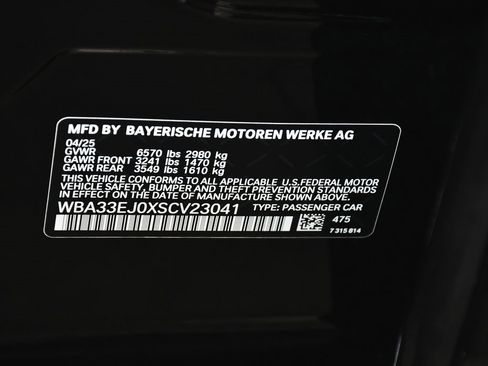 MFD BY BAYERISCHE MOTOREN WERKE AG
04/25
GVWR 6570 lbs 2980 kg
GAWR FRONT 3241 lbs 1470 kg
GAWR REAR 3549 lbs 1610 kg
THIS VEHICLE CONFORMS TO ALL APPLICABLE U.S.FEDERAL MOTOR
VEHICLE SAFETY, BUMPER, AND THEFT PREVENTION STANDARDS
IN EFFECT ON THE DATE OF MANUFACTURE SHOWN ABOVE.
WBA33EJ0XSCV23041 TYPE: PASSENGER CAR
475
7 315 814